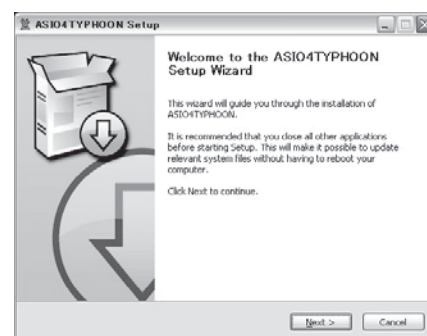 ASIO4TYPHOON Setup
Welcome to the ASIO4TYPHOON
Setup Wizard
This wizard will guide you through the installation of
ASIO4TYPHOON.
It is recommended that you close all other applications
before starting Setup. This will make it possible to update
relevant system files without having to reboot your
computer.
Click Next to continue.
Next >
Cancel